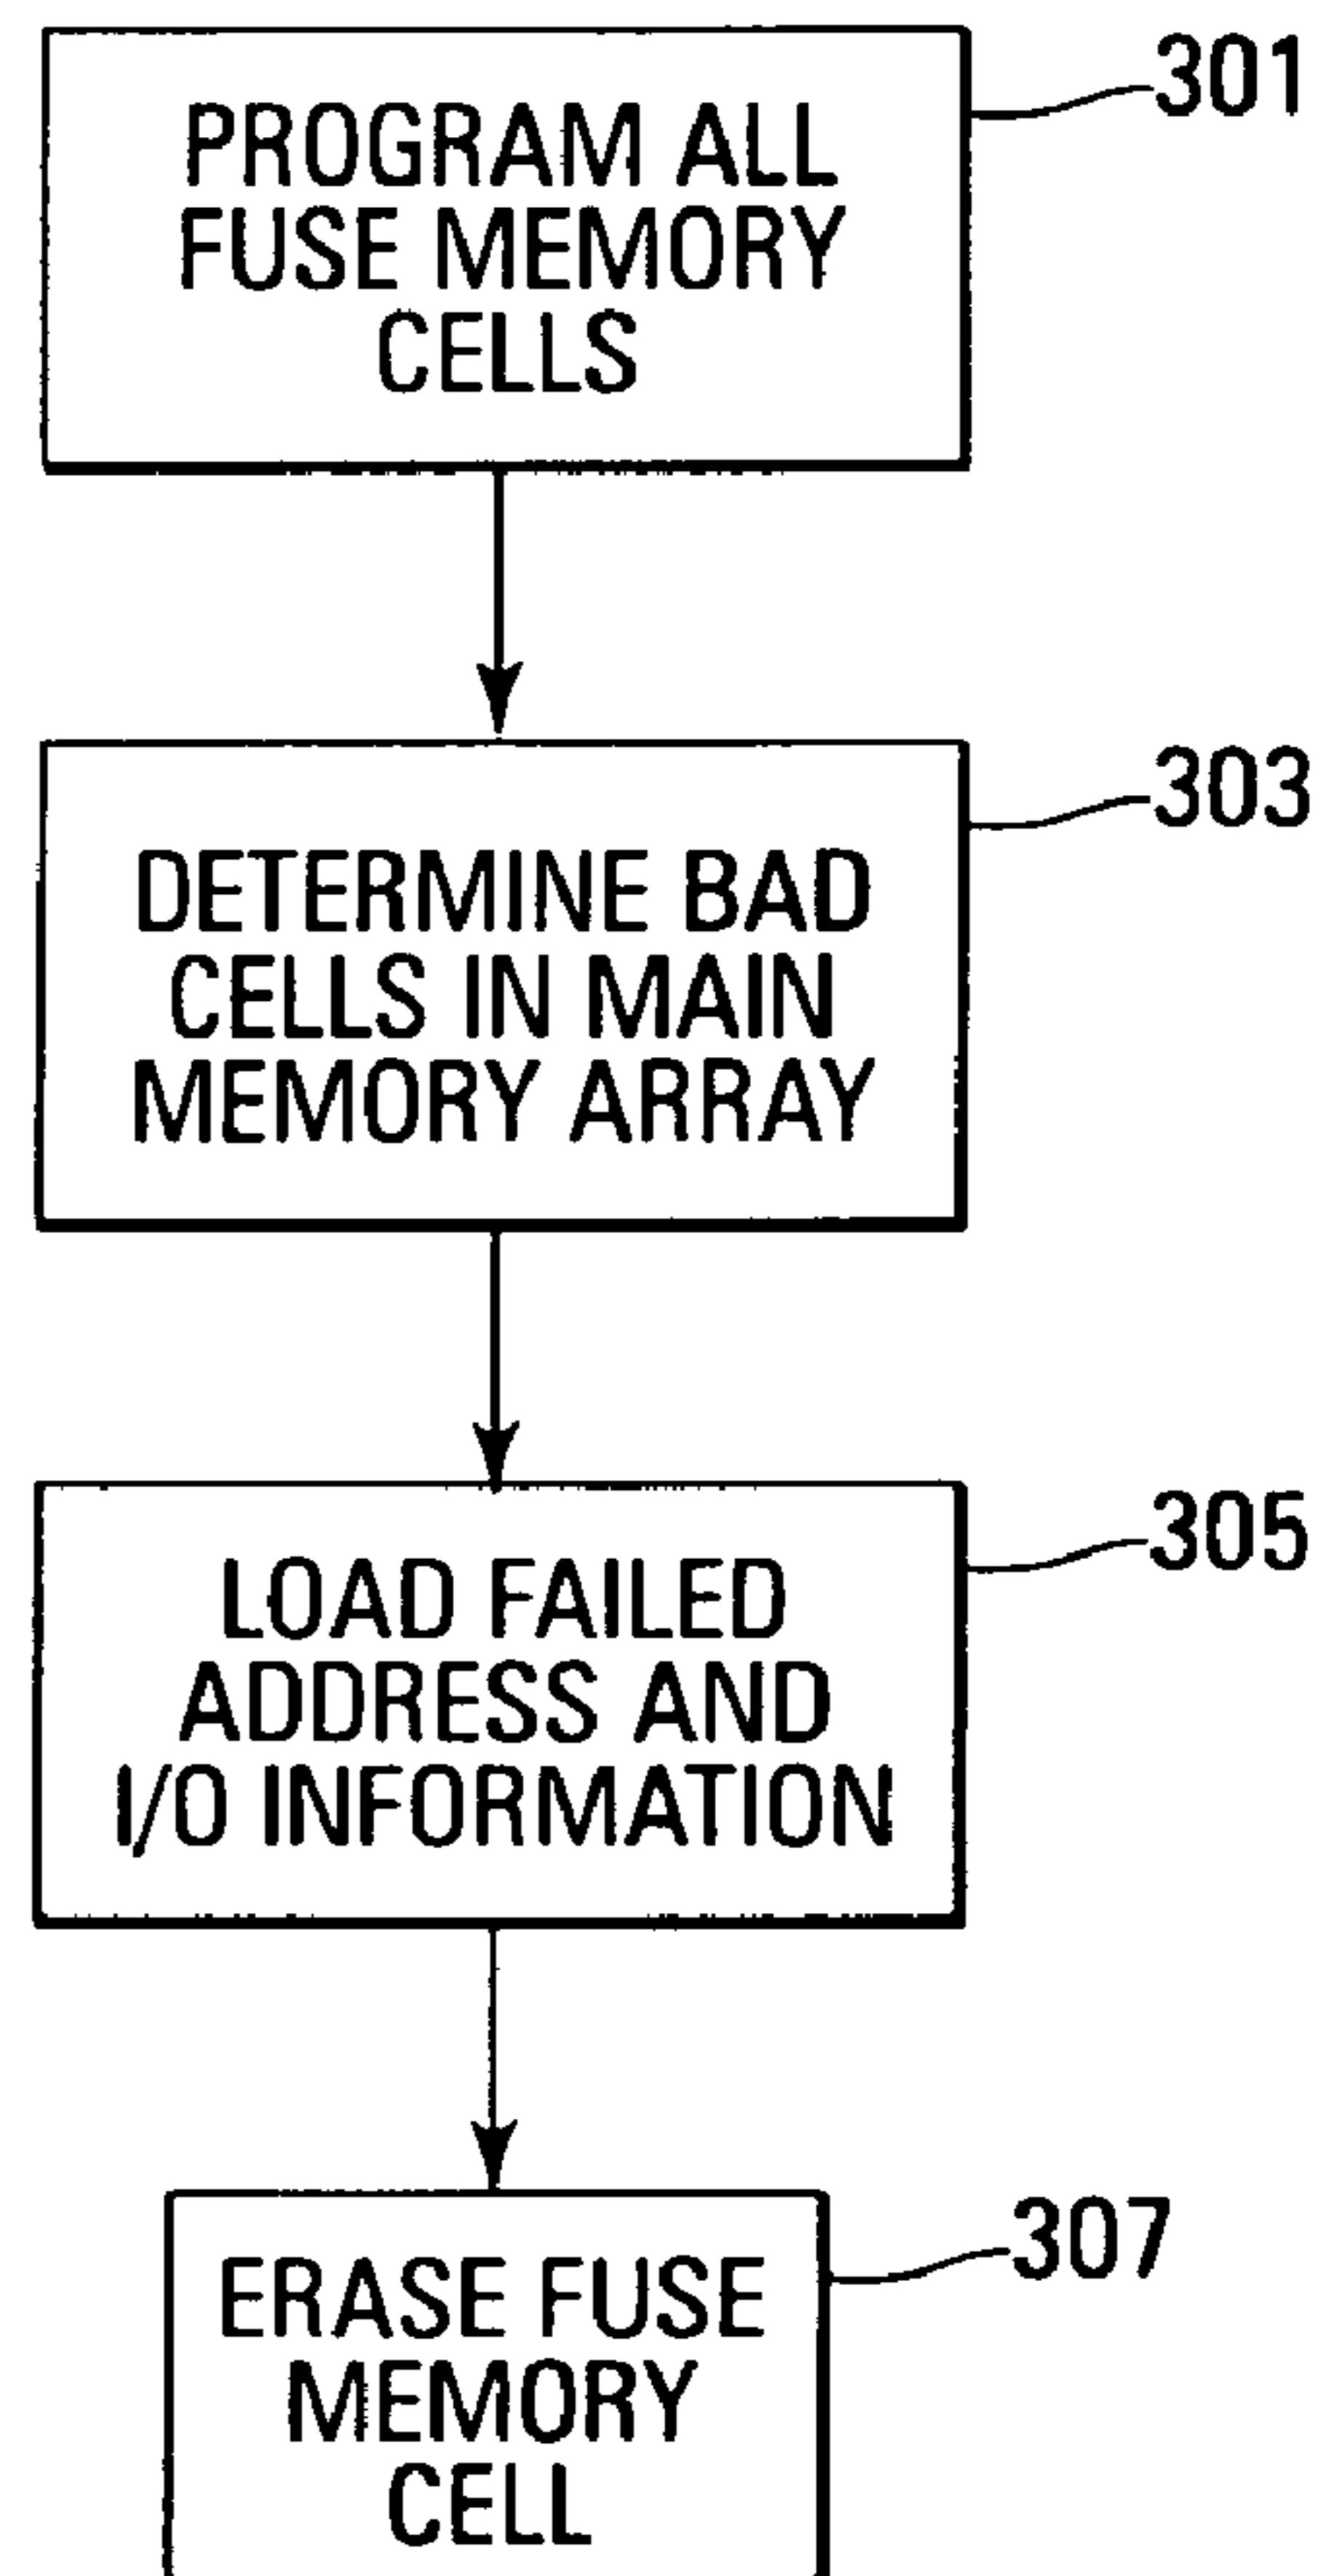 PROGRAM ALL
FUSE MEMORY
CELLS
301
DETERMINE BAD
CELLS IN MAIN
MEMORY ARRAY
303
LOAD FAILED
ADDRESS AND
I/O INFORMATION
305
ERASE FUSE
MEMORY
CELL
307